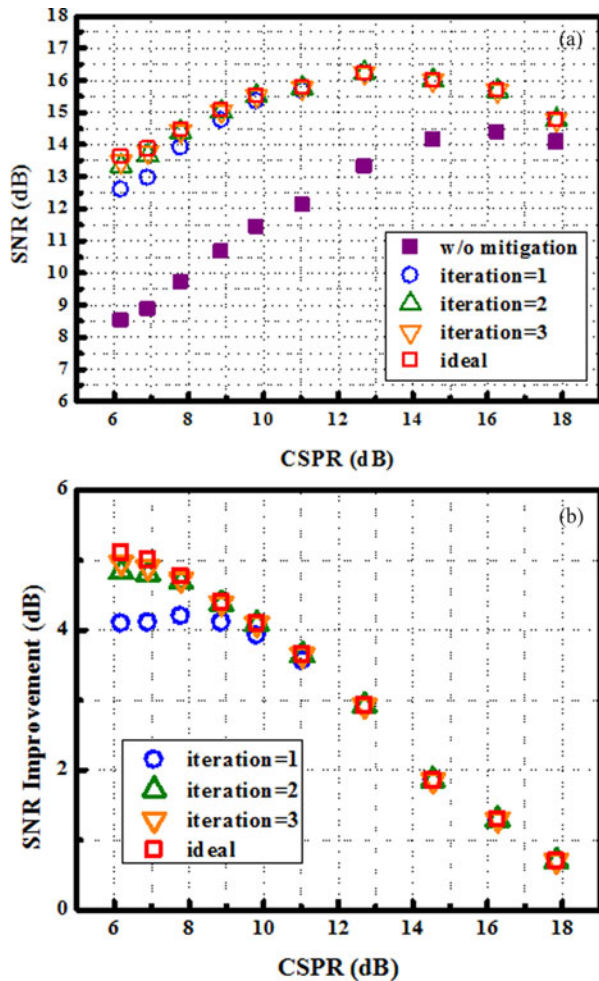 18
17
16
15
14
13
12
11
10
9
8
7
6
SNR (dB)
(a)
w/o mitigation
iteration=1
iteration=2
iteration=3
ideal
6 8 10 12 14 16 18
CSPR (dB)
6
4
2
0
SNR Improvement (dB)
(b)
iteration=1
iteration=2
iteration=3
ideal
6 8 10 12 14 16 18
CSPR (dB)